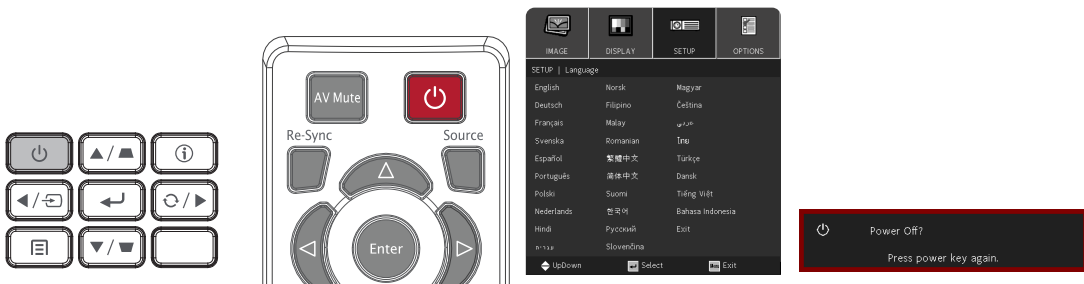 AV Mute
Re-Sync
Source
Enter
IMAGE
DISPLAY
SETUP
OPTIONS
SETUP | Language
English Norsk Magyar
Deutsch Filipino Čeština
Français Malay عربي
Svenska Romanian ไทย
Español 繁體中文 Türkçe
Português 简体中文 Dansk
Polski Suomi Tiếng Việt
Nederlands 한국어 Bahasa Indonesia
Hindi Русский Exit
עברית Slovenčina
UpDown Select Exit
Power Off?
Press power key again.